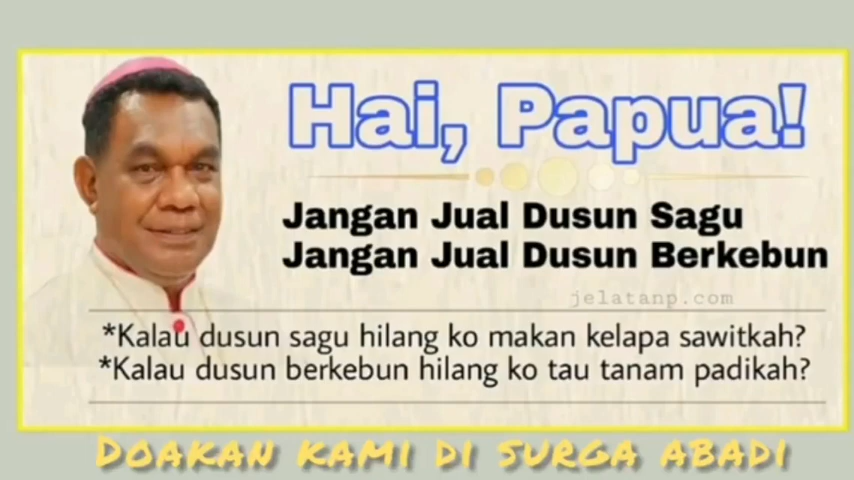 Hai, Papua!
Jangan Jual Dusun Sagu
Jangan Jual Dusun Berkebun
jelatanp.com
*Kalau dusun sagu hilang ko makan kelapa sawitkah?
*Kalau dusun berkebun hilang ko tau tanam padikah?
Doakan kami di surga abadi